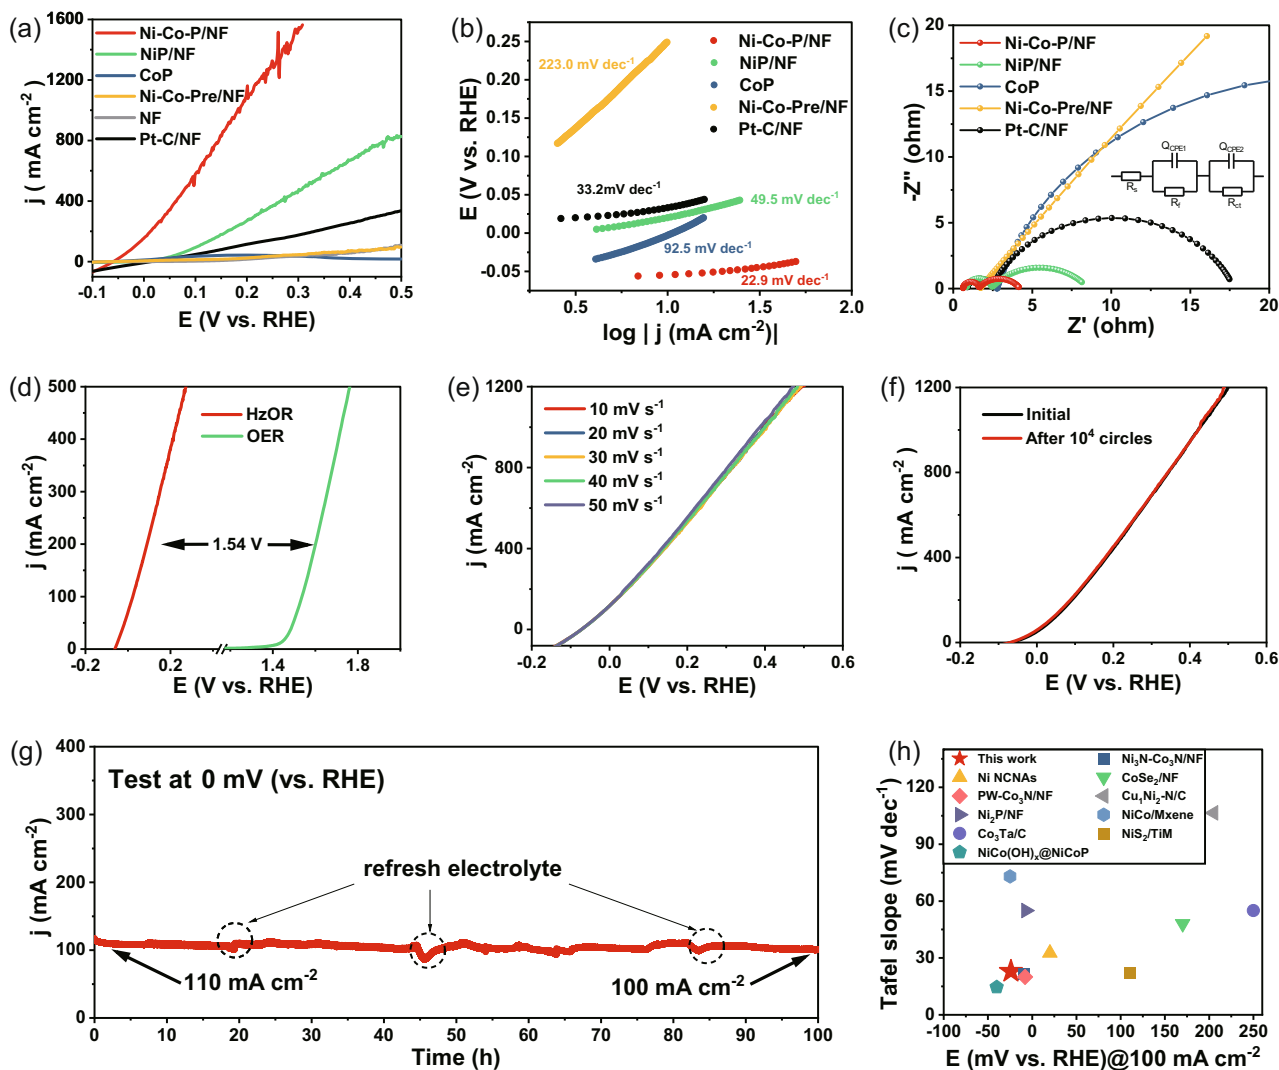 (a)
1600
1200
800
400
0
j ( mA cm-2)
Ni-Co-P/NF
NiP/NF
CoP
Ni-Co-Pre/NF
NF
Pt-C/NF
-0.1 0.0 0.1 0.2 0.3 0.4 0.5
E (V vs. RHE)
(b)
0.25
0.20
0.15
0.10
0.05
0.00
-0.05
E (V vs. RHE)
223.0 mV dec-1
Ni-Co-P/NF
NiP/NF
CoP
Ni-Co-Pre/NF
Pt-C/NF
33.2mV dec-1
49.5 mV dec-1
92.5 mV dec-1
22.9 mV dec-1
0.5 1.0 1.5 2.0
log | j (mA cm-2)|
(c)
-20
-15
-10
-5
0
-Z'' (ohm)
Ni-Co-P/NF
NiP/NF
CoP
Ni-Co-Pre/NF
Pt-C/NF
QCPE1 QCPE2
Rs
Rf Rct
0 5 10 15 20
Z' (ohm)
(d)
500
400
300
200
100
0
j (mA cm-2)
HzOR
OER
1.54 V
-0.2 0.2 1.4 1.8
E (V vs. RHE)
(e)
1200
800
400
0
j (mA cm-2)
10 mV s-1
20 mV s-1
30 mV s-1
40 mV s-1
50 mV s-1
-0.2 0.0 0.2 0.4 0.6
E (V vs. RHE)
(f)
1200
800
400
0
j ( mA cm-2)
Initial
After 104 circles
-0.2 0.0 0.2 0.4 0.6
E (V vs. RHE)
(g)
400
300
200
100
0
j (mA cm-2)
Test at 0 mV (vs. RHE)
refresh electrolyte
110 mA cm-2
100 mA cm-2
0 10 20 30 40 50 60 70 80 90 100
Time (h)
(h)
120
90
60
30
0
Tafel slope (mV dec-1)
This work
Ni NCNAs
PW-Co3N/NF
Ni2P/NF
Co3Ta/C
NiCo(OH)x@NiCoP
Ni3N-Co3N/NF
CoSe2/NF
Cu1Ni2-N/C
NiCo/Mxene
NiS2/TiM
-100 -50 0 50 100 150 200 250
E (mV vs. RHE)@100 mA cm-2